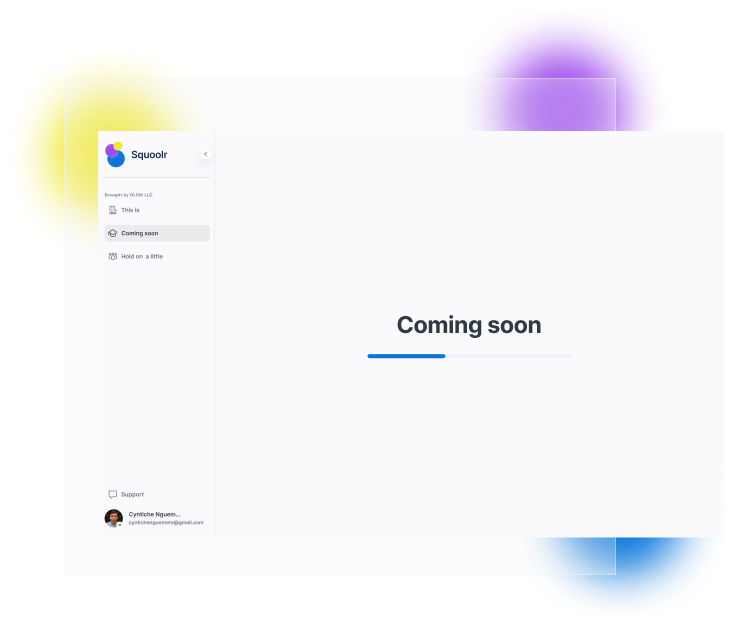 Squoolr
Brought by GLOM LLC
This is
Coming soon
Hold on a little
Coming soon
Support
Cyntiche Nguem...
cyntichenguemete@gmail.com